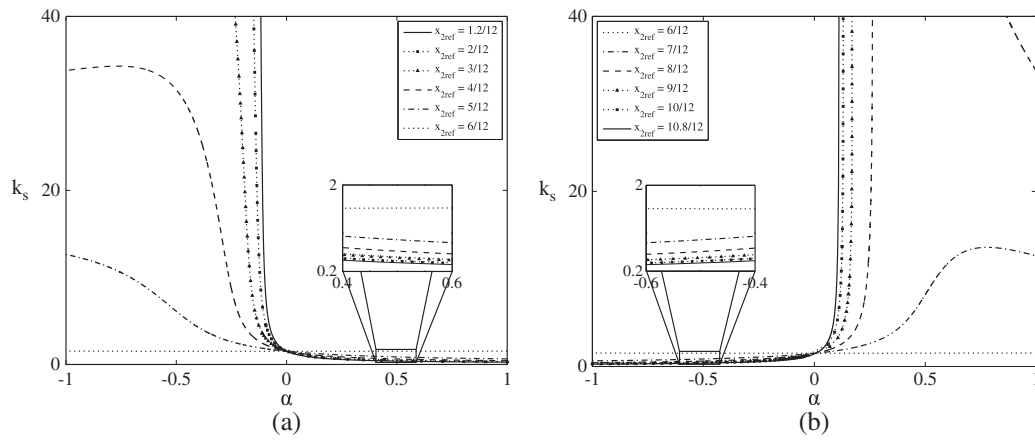 40
x2ref = 1.2/12
x2ref = 2/12
x2ref = 3/12
x2ref = 4/12
x2ref = 5/12
x2ref = 6/12
20
ks
2
0.2
0.4
0.6
0
-1
-0.5
0
0.5
1
α
(a)
40
x2ref = 6/12
x2ref = 7/12
x2ref = 8/12
x2ref = 9/12
x2ref = 10/12
x2ref = 10.8/12
20
ks
2
0.2
-0.6
-0.4
0
-1
-0.5
0
0.5
1
α
(b)